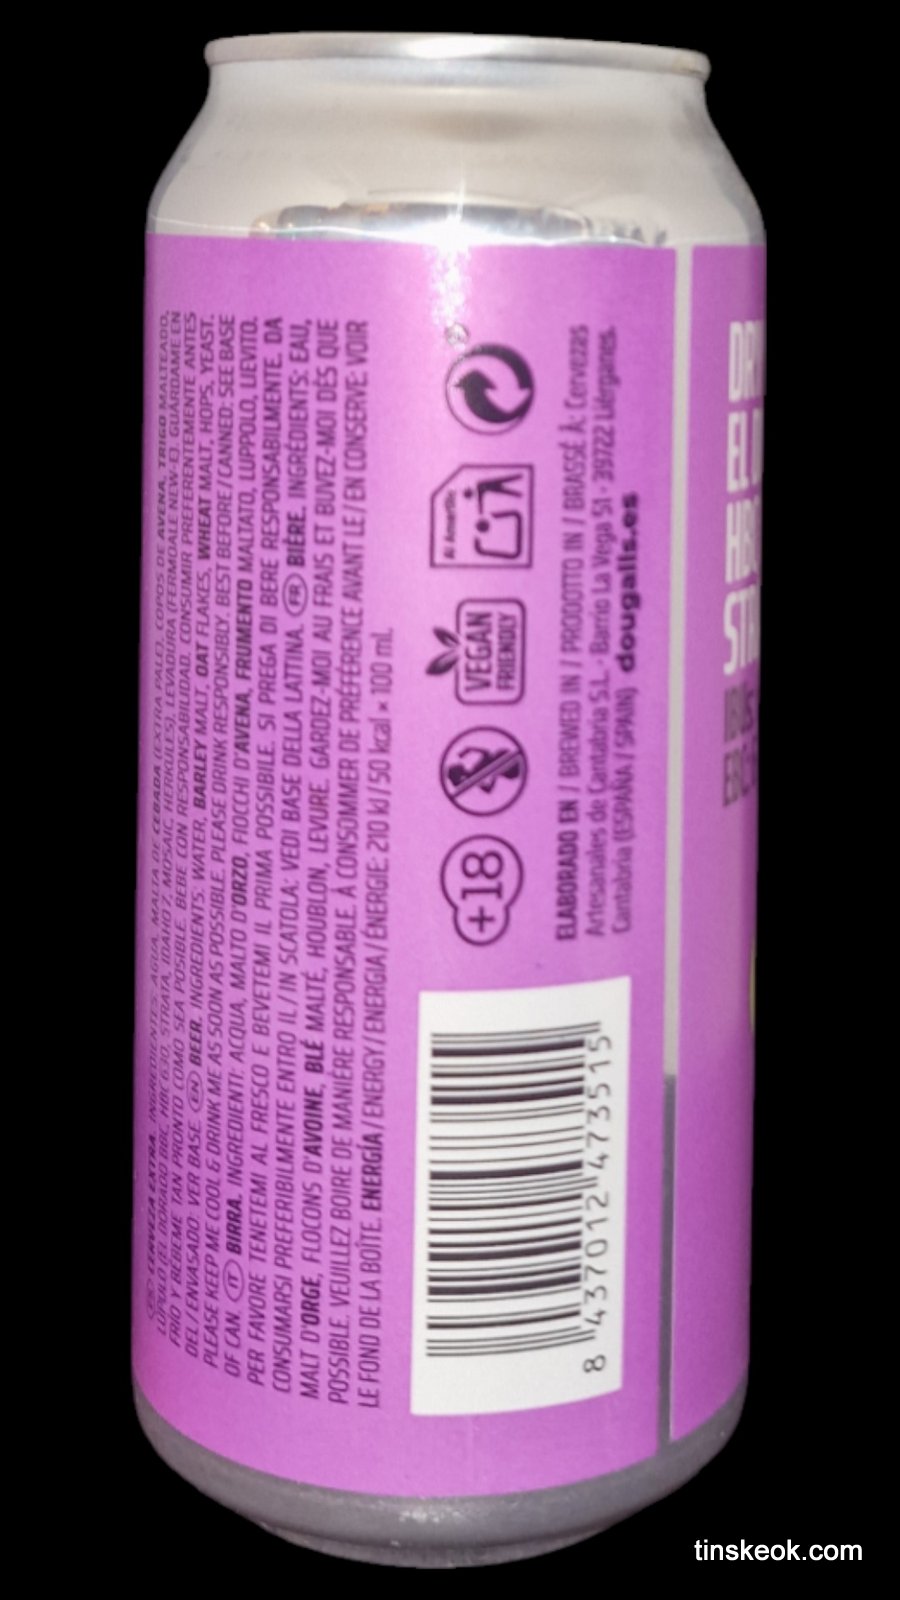 CERVEZA EXTRA. INGREDIENTES: AGUA, MALTA DE CEBADA (EXTRA PALE), COPOS DE AVENA, TRIGO MALTEADO,
LÚPULO (EL DORADO BBC, HBC 630, STRATA, IDAHO 7, MOSAIC, HERKULES), LEVADURA (FERMOALE NEW-E). GUÁRDAME EN
FRÍO Y BÉBEME TAN PRONTO COMO SEA POSIBLE. BEBE CON RESPONSABILIDAD. CONSUMIR PREFERENTEMENTE ANTES
DEL / ENVASADO: VER BASE. EN BEER. INGREDIENTS: WATER, BARLEY MALT, OAT FLAKES, WHEAT MALT, HOPS, YEAST.
PLEASE KEEP ME COOL & DRINK ME AS SOON AS POSSIBLE. PLEASE DRINK RESPONSIBLY. BEST BEFORE / CANNED: SEE BASE
OF CAN. IT BIRRA. INGREDIENTI: ACQUA, MALTO D'ORZO, FIOCCHI D'AVENA, FRUMENTO MALTATO, LUPPOLO, LIEVITO.
PER FAVORE TENETEMI AL FRESCO E BEVETEMI IL PRIMA POSSIBILE. SI PREGA DI BERE RESPONSABILMENTE. DA
CONSUMARSI PREFERIBILMENTE ENTRO IL / IN SCATOLA: VEDI BASE DELLA LATTINA. FR BIÈRE. INGRÉDIENTS: EAU,
MALT D'ORGE, FLOCONS D'AVOINE, BLÉ MALTÉ, HOUBLON, LEVURE. GARDEZ-MOI AU FRAIS ET BUVEZ-MOI DÈS QUE
POSSIBLE. VEUILLEZ BOIRE DE MANIÈRE RESPONSABLE. À CONSOMMER DE PRÉFÉRENCE AVANT LE / EN CONSERVE: VOIR
LE FOND DE LA BOÎTE. ENERGÍA / ENERGY / ENERGIA / ÉNERGIE: 210 kJ / 50 kcal × 100 mL
+18
VEGAN
FRIENDLY
Al Amarillo
ELABORADO EN / BREWED IN / PRODOTTO IN / BRASSÉ À: Cervezas
Artesanales de Cantabria S.L. - Barrio La Vega 51 · 39722 Liérganes.
Cantabria (ESPAÑA / SPAIN) dougalls.es
8 437012 473515
EL D
IBUs
tinskeok.com